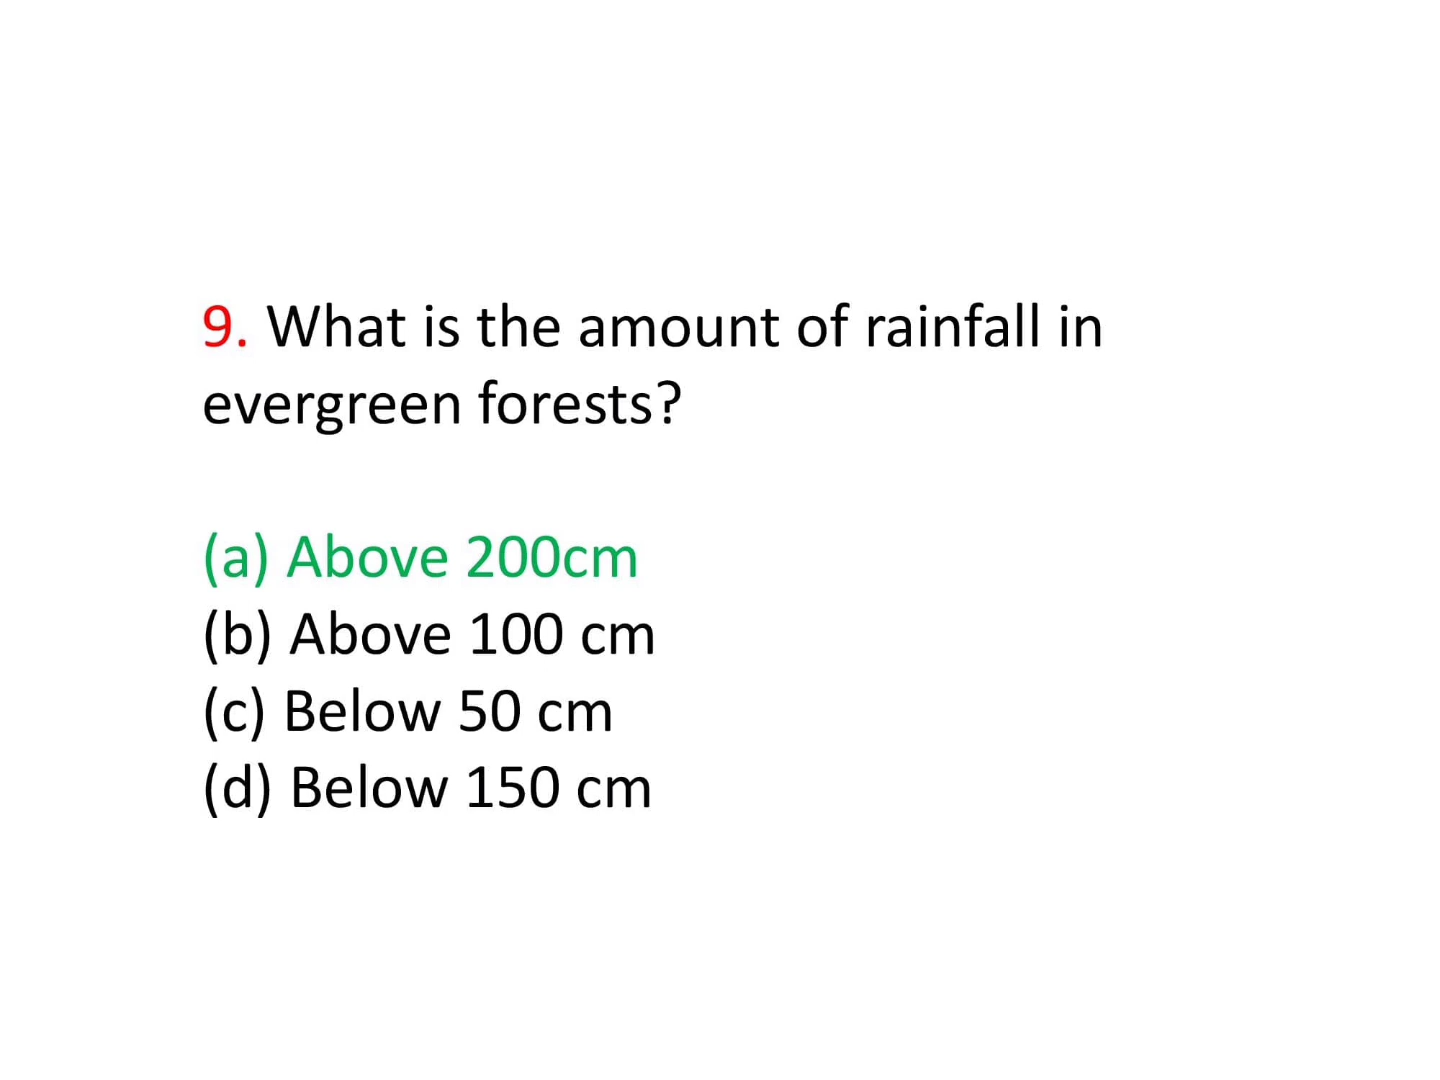 9. What is the amount of rainfall in
evergreen forests?
(a) Above 200cm
(b) Above 100 cm
(c) Below 50 cm
(d) Below 150 cm